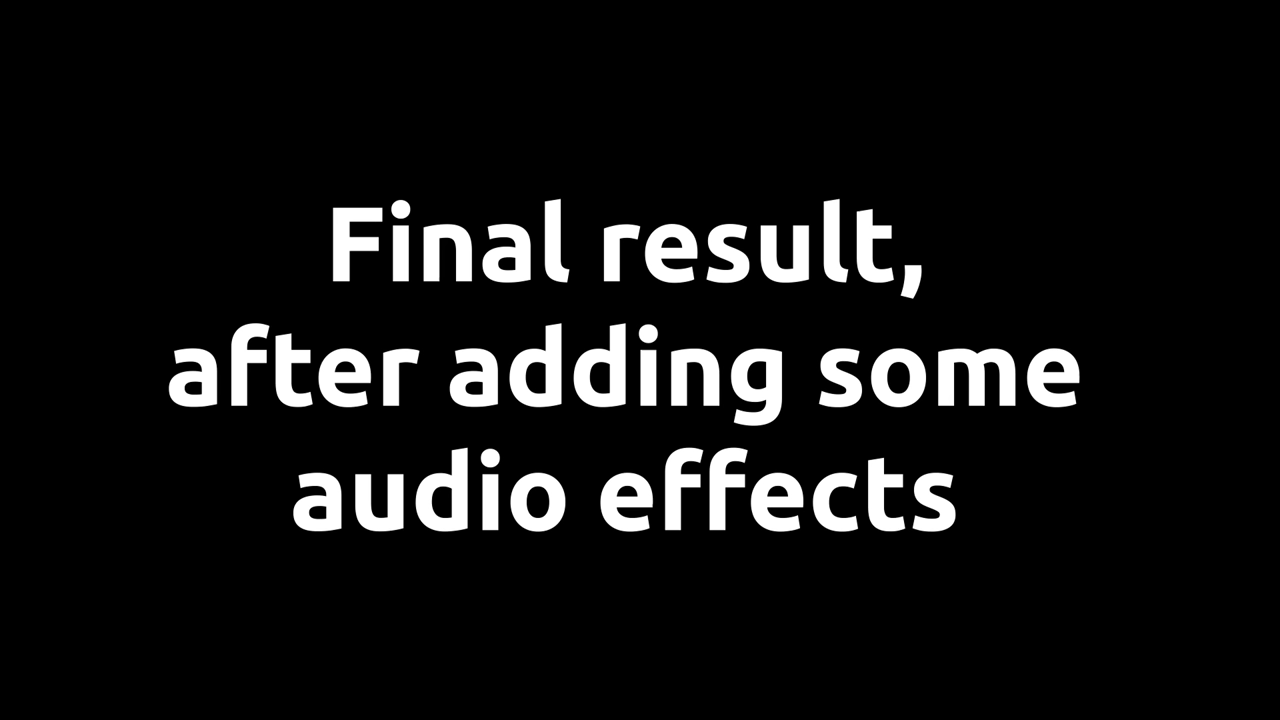 Final result,
after adding some
audio effects